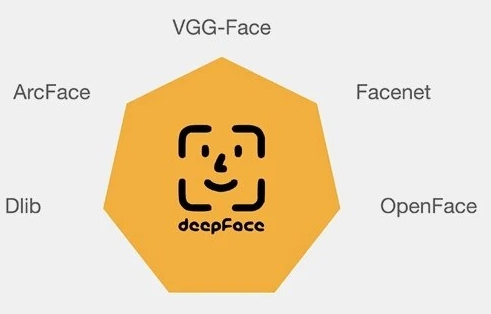 VGG-Face
ArcFace
Facenet
deepFace
Dlib
OpenFace